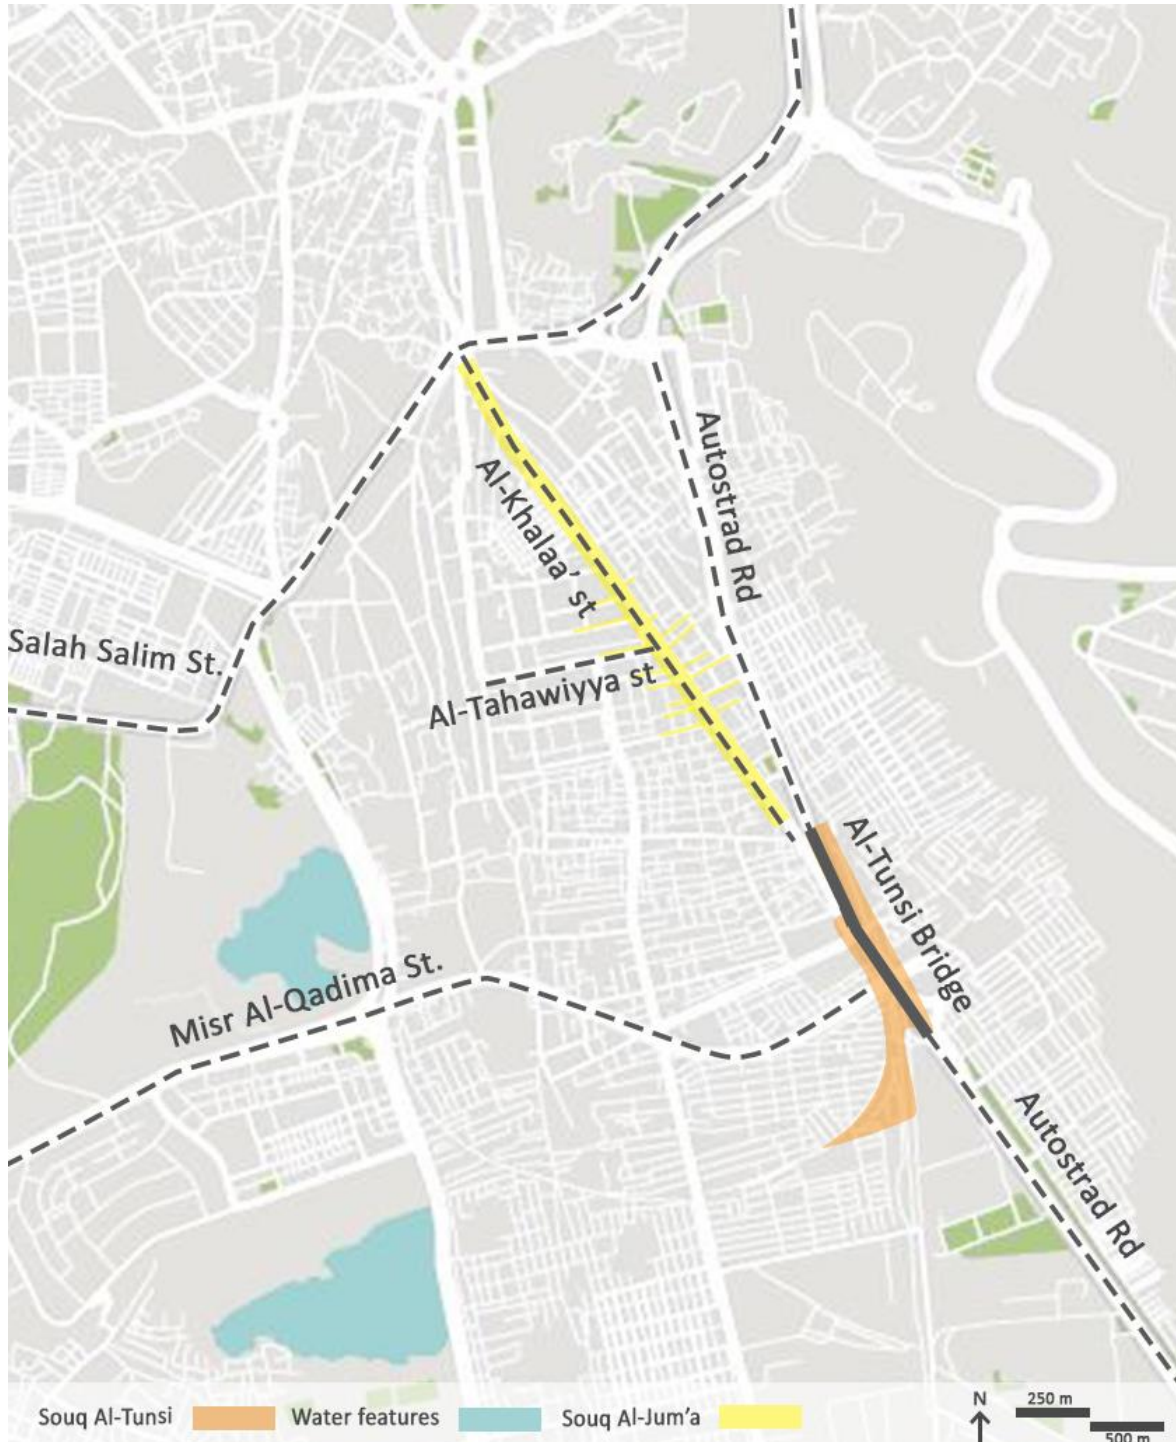 Al-Khalaa' st
Autostrad Rd
Salah Salim St.
Al-Tahawiyya st
Al-Tunsi Bridge
Misr Al-Qadima St.
Autostrad Rd
Souq Al-Tunsi
Water features
Souq Al-Jum'a
N
250 m
500 m